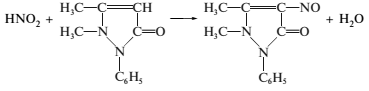 HNO₂ + H₃C—C=CH → H₃C—C=C—NO + H₂O
H₃C—N C=O H₃C—N C=O
N N
C₆H₅ C₆H₅